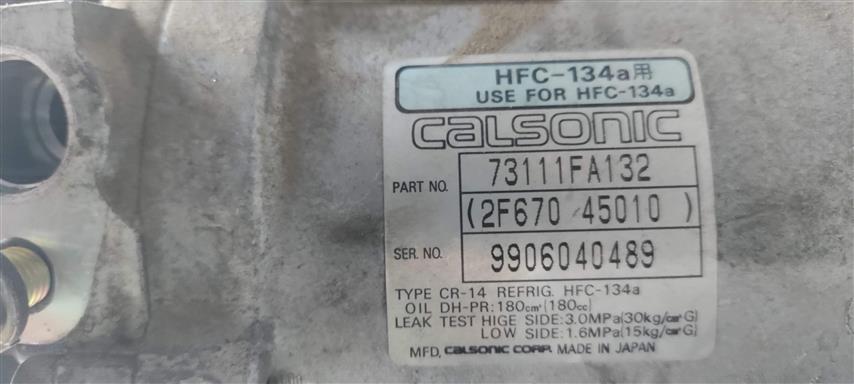 HFC-134a用
USE FOR HFC-134a
CALSONIC
PART NO. 73111FA132
(2F670 45010 )
SER. NO. 9906040489
TYPE CR-14 REFRIG. HFC-134a
OIL DH-PR: 180cm³(180cc)
LEAK TEST HIGE SIDE: 3.0MPa(30kg/cm²G)
LOW SIDE: 1.6MPa(15kg/cm²G)
MFD. CALSONIC CORP. MADE IN JAPAN